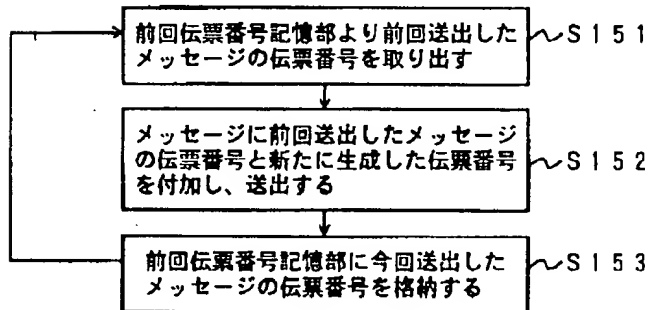 前回伝票番号記憶部より前回送出した
メッセージの伝票番号を取り出す
S151
メッセージに前回送出したメッセージ
の伝票番号と新たに生成した伝票番号
を付加し、送出する
S152
前回伝票番号記憶部に今回送出した
メッセージの伝票番号を格納する
S153